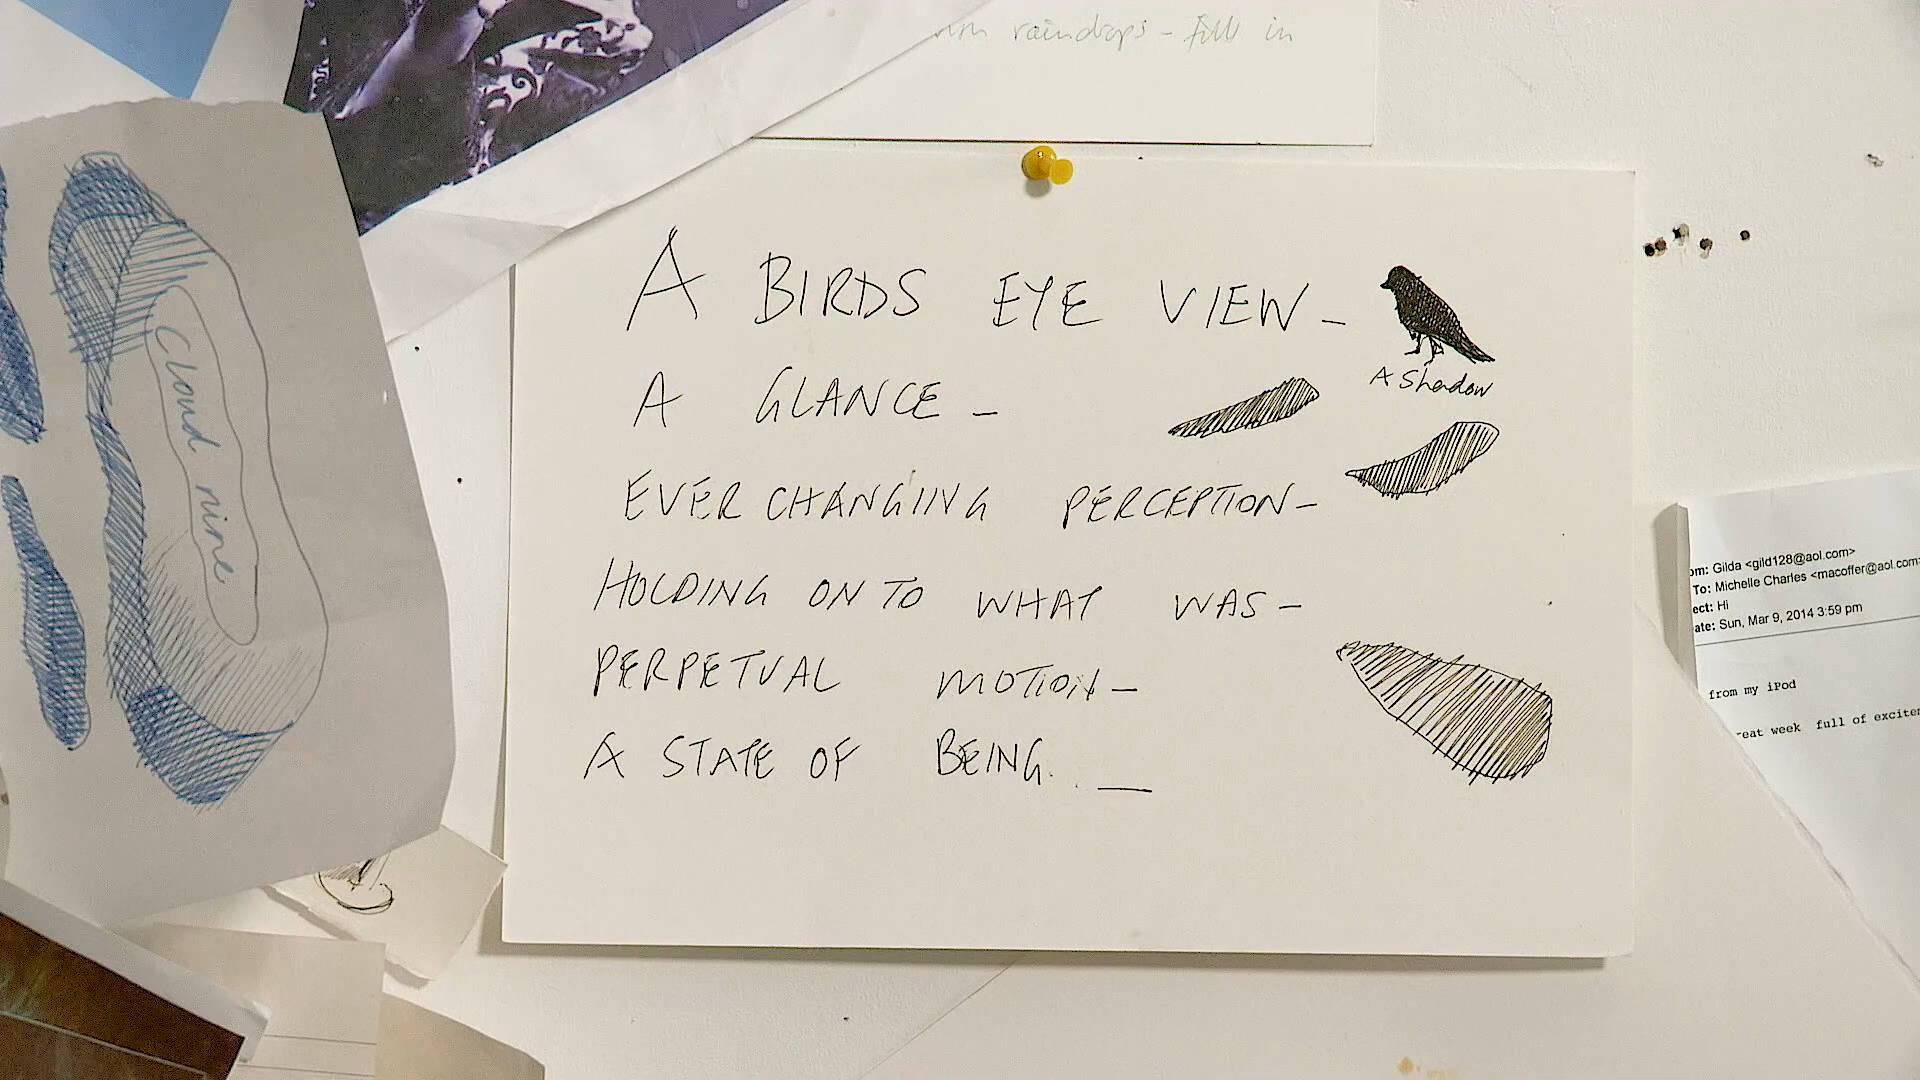 raindrops - fill in
A BIRDS EYE VIEW -
A Shadow
A GLANCE -
EVER CHANGING PERCEPTION -
HOLDING ON TO WHAT WAS -
PERPETUAL MOTION -
A STATE OF BEING. _
Cloud nine
om: Gilda <gild128@aol.com>
To: Michelle Charles <macoffer@aol.com>
ect: Hi
ate: Sun, Mar 9, 2014 3:59 pm
from my iPod
eat week full of excite